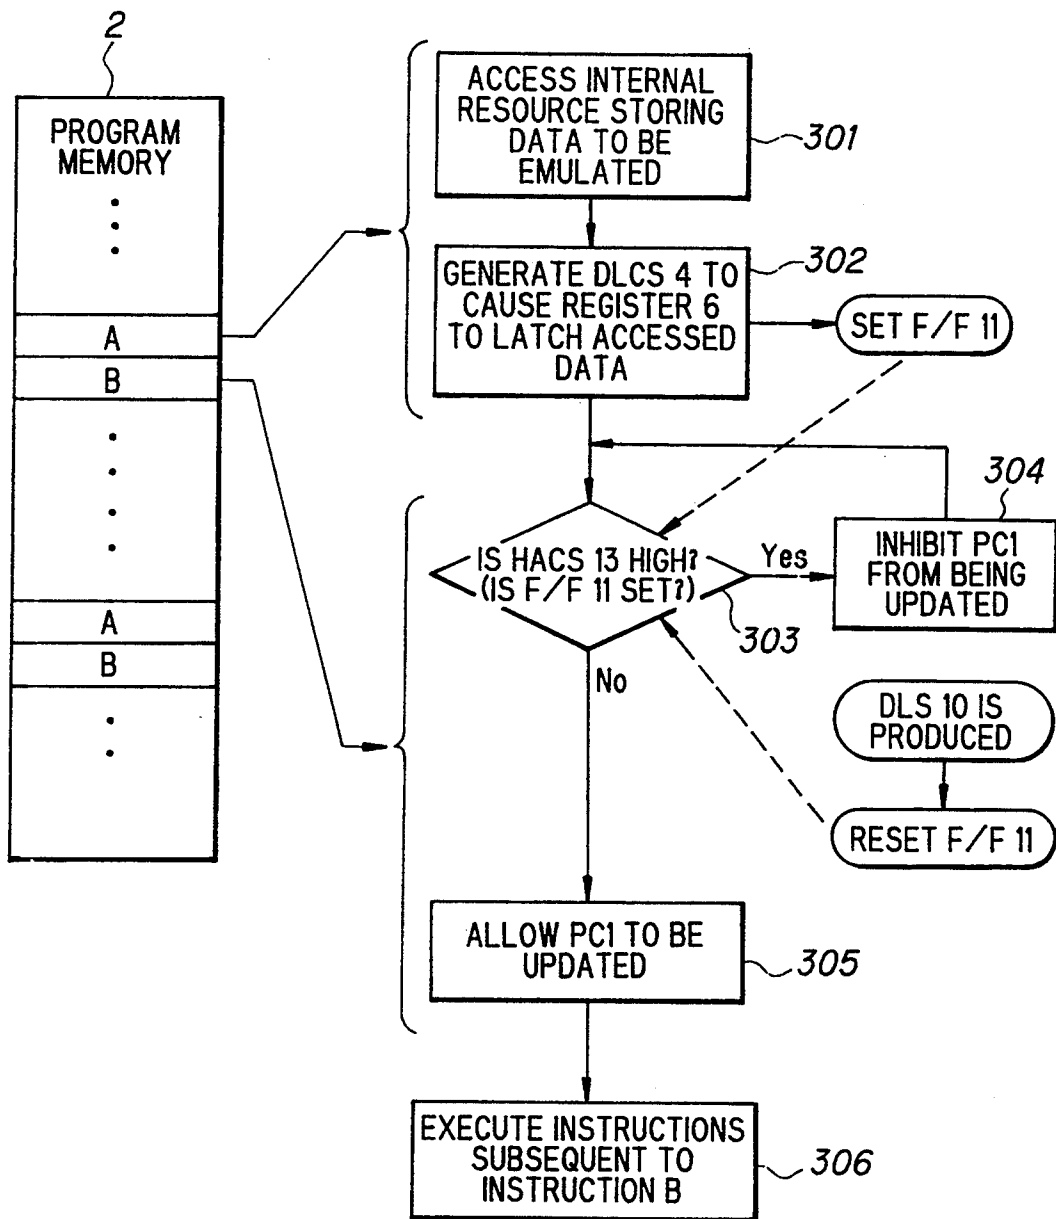 2
PROGRAM
MEMORY
A
B
A
B
ACCESS INTERNAL
RESOURCE STORING
DATA TO BE
EMULATED
301
GENERATE DLCS 4 TO
CAUSE REGISTER 6
TO LATCH ACCESSED
DATA
302
SET F/F 11
IS HACS 13 HIGH?
(IS F/F 11 SET?)
303
Yes
304
INHIBIT PC1
FROM BEING
UPDATED
No
DLS 10 IS
PRODUCED
RESET F/F 11
ALLOW PC1 TO BE
UPDATED
305
EXECUTE INSTRUCTIONS
SUBSEQUENT TO
INSTRUCTION B
306